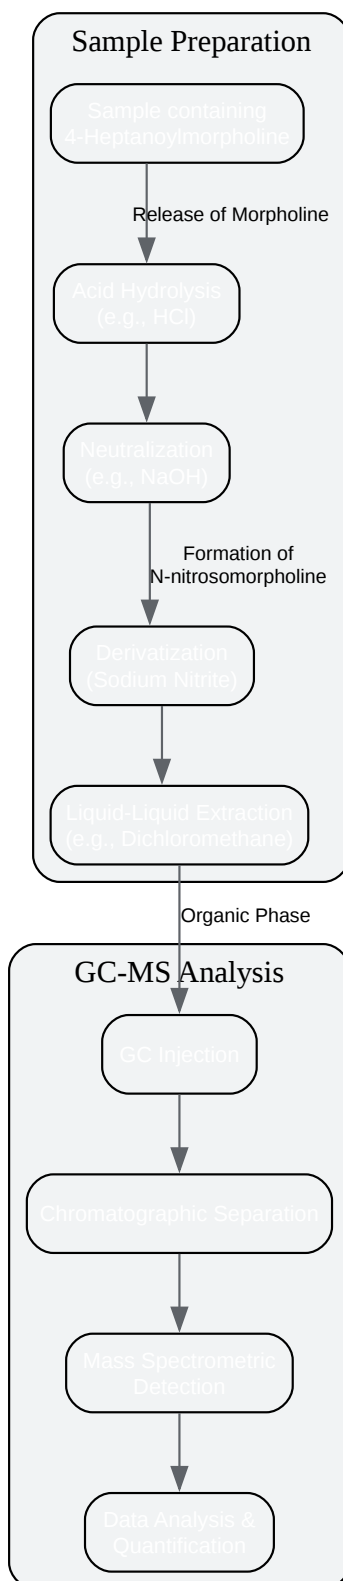 Sample Preparation
Sample containing
4-Heptanoylmorpholine
Release of Morpholine
Acid Hydrolysis
(e.g., HCl)
Neutralization
(e.g., NaOH)
Formation of
N-nitrosomorpholine
Derivatization
(Sodium Nitrite)
Liquid-Liquid Extraction
(e.g., Dichloromethane)
Organic Phase
GC-MS Analysis
GC Injection
Chromatographic Separation
Mass Spectrometric
Detection
Data Analysis &
Quantification